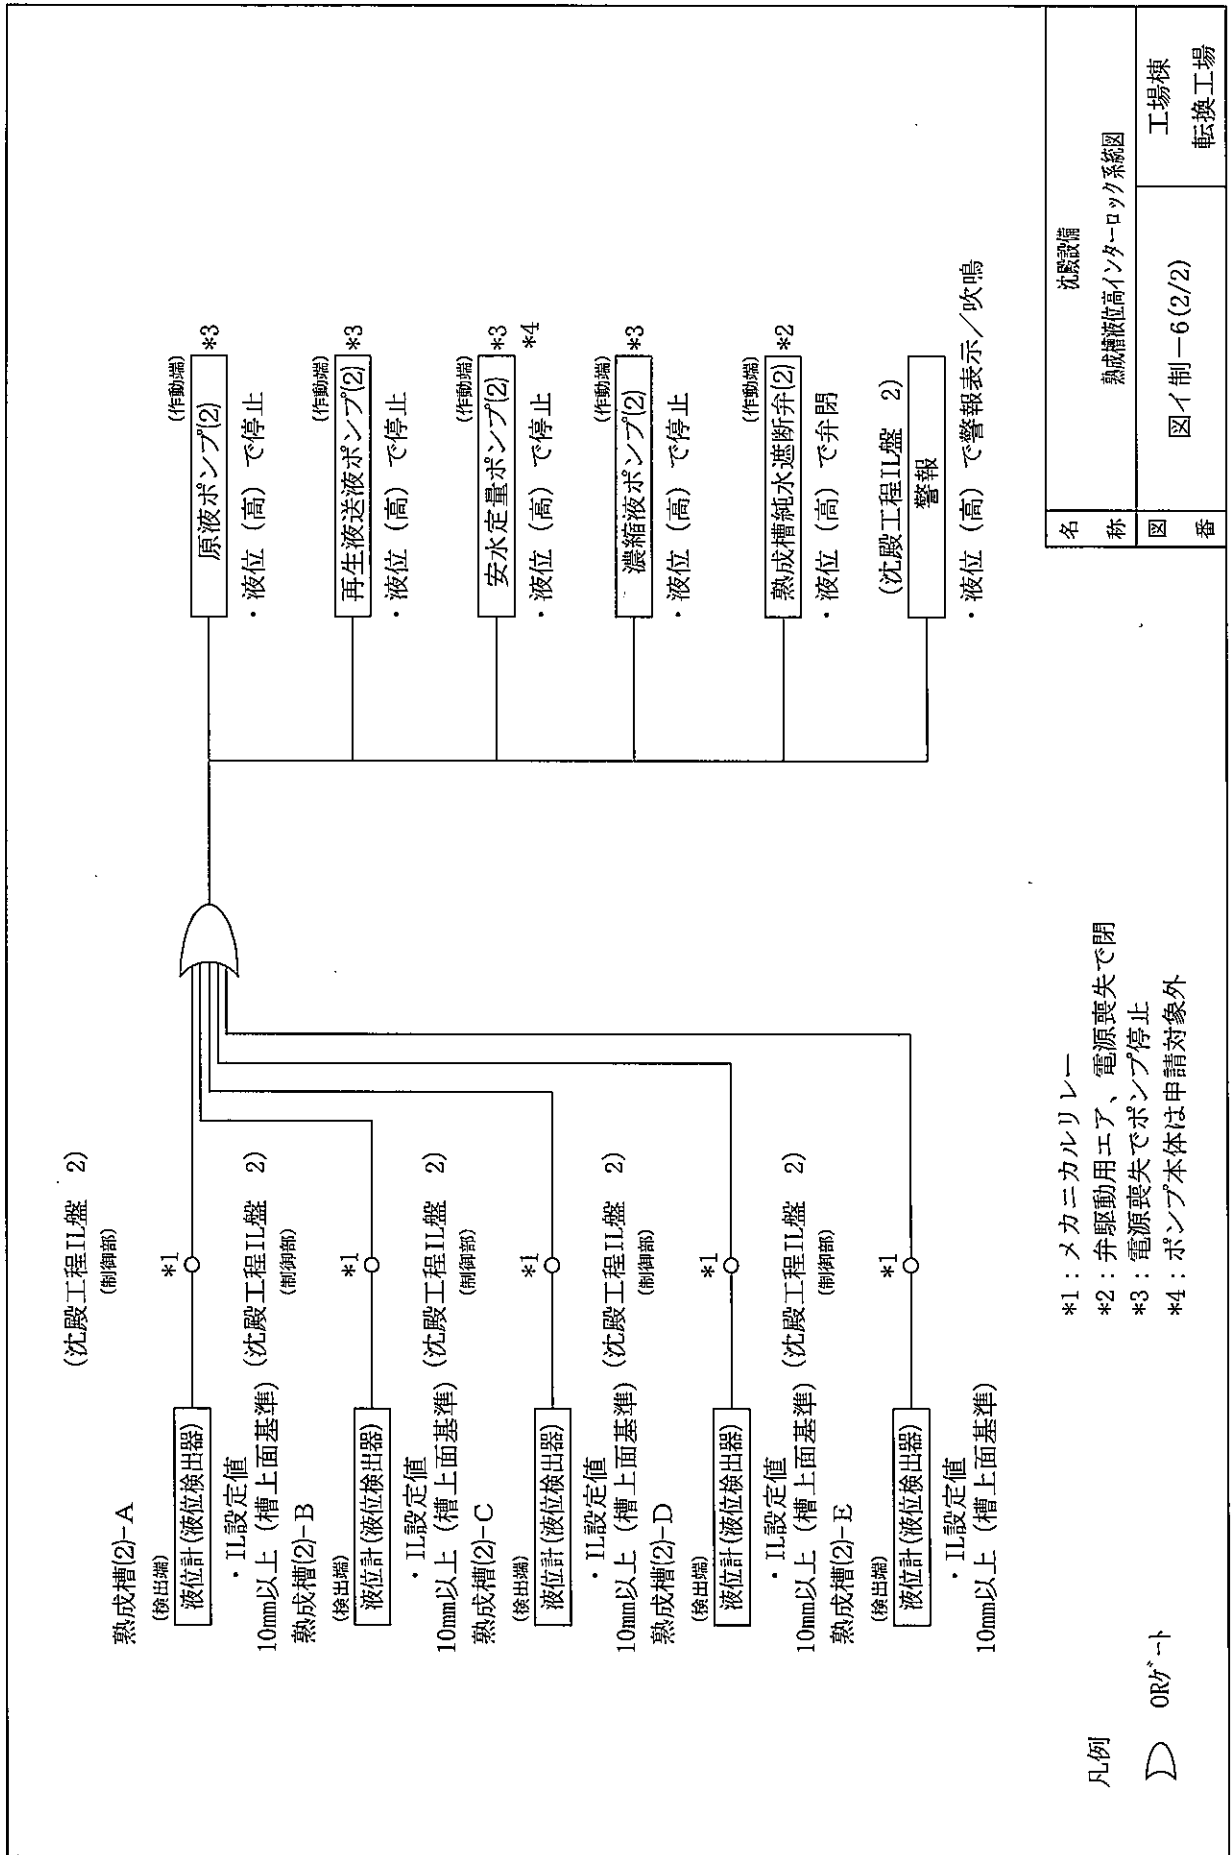 熟成槽(2)-A
(検出端)
液位計(液位検出器)
・IL設定値
10mm以上 (槽上面基準)
(沈殿工程IL盤 2)
(制御部)
*1
熟成槽(2)-B
(検出端)
液位計(液位検出器)
・IL設定値
10mm以上 (槽上面基準)
(沈殿工程IL盤 2)
(制御部)
*1
熟成槽(2)-C
(検出端)
液位計(液位検出器)
・IL設定値
10mm以上 (槽上面基準)
(沈殿工程IL盤 2)
(制御部)
*1
熟成槽(2)-D
(検出端)
液位計(液位検出器)
・IL設定値
10mm以上 (槽上面基準)
(沈殿工程IL盤 2)
(制御部)
*1
熟成槽(2)-E
(検出端)
液位計(液位検出器)
・IL設定値
10mm以上 (槽上面基準)
(沈殿工程IL盤 2)
(制御部)
*1
(作動端)
原液ポンプ(2) *3
・液位 (高) で停止
(作動端)
再生液送液ポンプ(2) *3
・液位 (高) で停止
(作動端)
安水定量ポンプ(2) *3
・液位 (高) で停止 *4
(作動端)
濃縮液ポンプ(2) *3
・液位 (高) で停止
(作動端)
熟成槽純水遮断弁(2) *2
・液位 (高) で弁閉
(沈殿工程IL盤 2)
警報
・液位 (高) で警報表示/吹鳴
凡例
ORゲート
*1:メカニカルリレー
*2:弁駆動用エア、電源喪失で閉
*3:電源喪失でポンプ停止
*4:ポンプ本体は申請対象外
名称
沈殿設備
熟成槽液位高インターロック系統図
図番
図イ制-6(2/2)
工場棟
転換工場